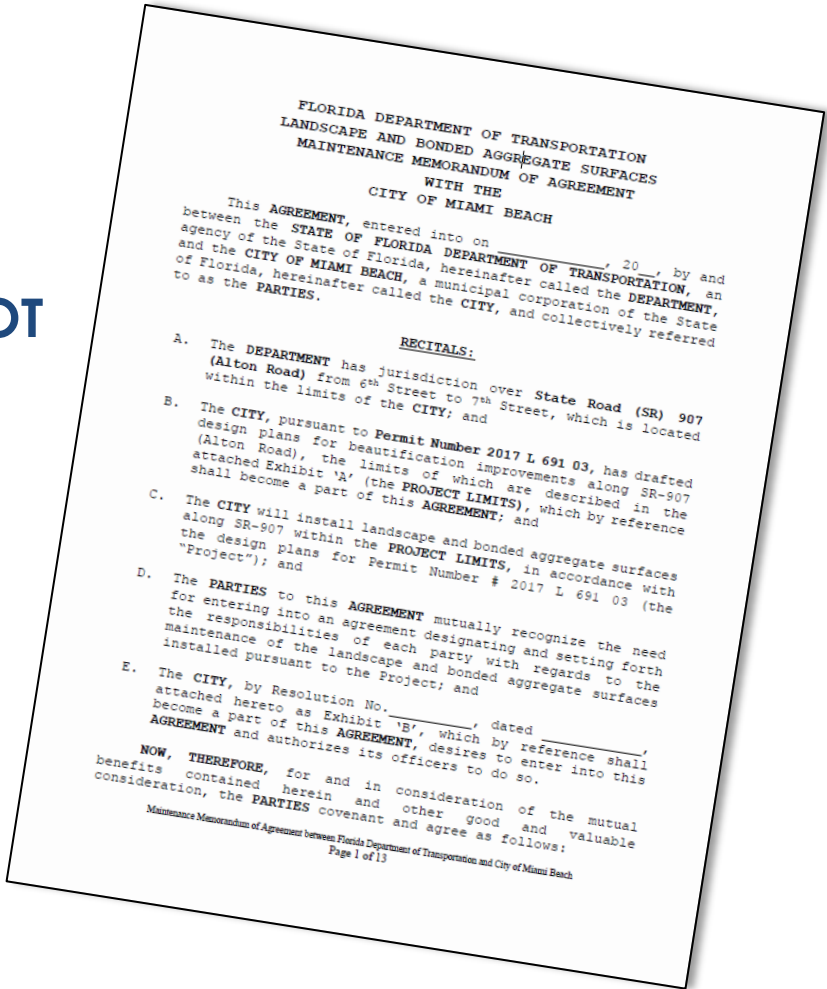 OT
FLORIDA DEPARTMENT OF TRANSPORTATION
LANDSCAPE AND BONDED AGGREGATE SURFACES
MAINTENANCE MEMORANDUM OF AGREEMENT
WITH THE
CITY OF MIAMI BEACH
This AGREEMENT, entered into on ___________, 20__, by and
between the STATE OF FLORIDA DEPARTMENT OF TRANSPORTATION, an
agency of the State of Florida, hereinafter called the DEPARTMENT,
and the CITY OF MIAMI BEACH, a municipal corporation of the State
of Florida, hereinafter called the CITY, and collectively referred
to as the PARTIES.
RECITALS:
A. The DEPARTMENT has jurisdiction over State Road (SR) 907
(Alton Road) from 6th Street to 7th Street, which is located
within the limits of the CITY; and
B. The CITY, pursuant to Permit Number 2017 L 691 03, has drafted
design plans for beautification improvements along SR-907
(Alton Road), the limits of which are described in the
attached Exhibit ‘A’ (the PROJECT LIMITS), which by reference
shall become a part of this AGREEMENT; and
C. The CITY will install landscape and bonded aggregate surfaces
along SR-907 within the PROJECT LIMITS, in accordance with
the design plans for Permit Number # 2017 L 691 03 (the
“Project”); and
D. The PARTIES to this AGREEMENT mutually recognize the need
for entering into an agreement designating and setting forth
the responsibilities of each party with regards to the
maintenance of the landscape and bonded aggregate surfaces
installed pursuant to the Project; and
E. The CITY, by Resolution No.________, dated __________,
attached hereto as Exhibit ‘B’, which by reference shall
become a part of this AGREEMENT, desires to enter into this
AGREEMENT and authorizes its officers to do so.
NOW, THEREFORE, for and in consideration of the mutual
benefits contained herein and other good and valuable
consideration, the PARTIES covenant and agree as follows:
Maintenance Memorandum of Agreement between Florida Department of Transportation and City of Miami Beach
Page 1 of 13